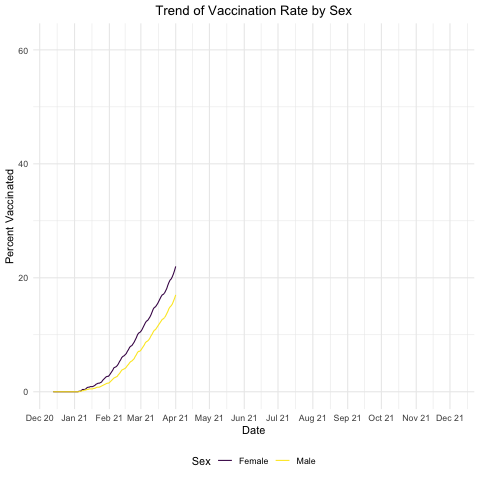 Trend of Vaccination Rate by Sex
60
40
20
0
Percent Vaccinated
Dec 20 Jan 21 Feb 21 Mar 21 Apr 21 May 21 Jun 21 Jul 21 Aug 21 Sep 21 Oct 21 Nov 21 Dec 21
Date
Sex Female Male